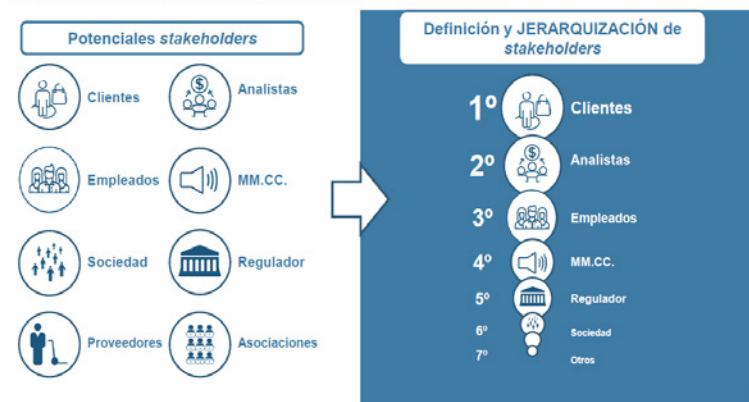 Potenciales stakeholders
Clientes
Analistas
Empleados
MM.CC.
Sociedad
Regulador
Proveedores
Asociaciones
Definición y JERARQUIZACIÓN de
stakeholders
1º Clientes
2º Analistas
3º Empleados
4º MM.CC.
5º Regulador
6º Sociedad
7º Otros